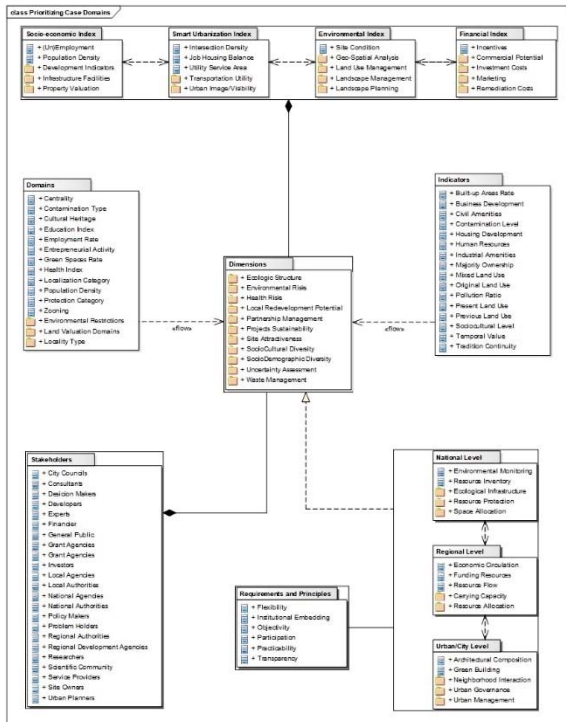 class Prioritizing Case Domains
Socio-economic Index
+ (Un)Employment
+ Population Density
+ Development Indicators
+ Infrastructure Facilities
+ Property Valuation
Smart Urbanization Index
+ Intersection Density
+ Job Housing Balance
+ Utility Service Area
+ Transportation Utility
+ Urban Image/Visibility
Environmental Index
+ Site Condition
+ Geo-Spatial Analysis
+ Land Use Management
+ Landscape Management
+ Landscape Planning
Financial Index
+ Incentives
+ Commercial Potential
+ Investment Costs
+ Marketing
+ Remediation Costs
Domains
+ Centrality
+ Contamination Type
+ Cultural Heritage
+ Education Index
+ Employment Rate
+ Entrepreneurial Activity
+ Green Spaces Rate
+ Health Index
+ Localization Category
+ Population Density
+ Protection Category
+ Zooning
+ Environmental Restrictions
+ Land Valuation Domains
+ Locality Type
«flow»
Dimensions
+ Ecologic Structure
+ Environmental Risks
+ Health Risks
+ Local Redevelopment Potential
+ Partnership Management
+ Projects Sustainability
+ Site Attractiveness
+ SocioCultural Diversity
+ SocioDemographic Diversity
+ Uncertainty Assessment
+ Waste Management
«flow»
Indicators
+ Built-up Areas Rate
+ Business Development
+ Civil Amenities
+ Contamination Level
+ Housing Development
+ Human Resources
+ Industrial Amenities
+ Majority Ownership
+ Mixed Land Use
+ Original Land Use
+ Pollution Ratio
+ Present Land Use
+ Previous Land Use
+ Sociocultural Level
+ Temporal Value
+ Tradition Continuity
Stakeholders
+ City Councils
+ Consultants
+ Desicion Makers
+ Developers
+ Experts
+ Financier
+ General Public
+ Grant Agencies
+ Grant Agencies
+ Investors
+ Local Agencies
+ Local Authorities
+ National Agencies
+ National Authorities
+ Policy Makers
+ Problem Holders
+ Regional Authorities
+ Regional Development Agencies
+ Researchers
+ Scientific Community
+ Service Providers
+ Site Owners
+ Urban Planners
Requirements and Principles
+ Flexibility
+ Institutional Embedding
+ Objectivity
+ Participation
+ Practicability
+ Transparency
National Level
+ Environmental Monitoring
+ Resource Inventory
+ Ecological Infrastructure
+ Resource Protection
+ Space Allocation
Regional Level
+ Economic Circulation
+ Funding Resources
+ Resource Flow
+ Carrying Capacity
+ Resource Allocation
Urban/City Level
+ Architectural Composition
+ Green Building
+ Neighborhood Interaction
+ Urban Governance
+ Urban Management